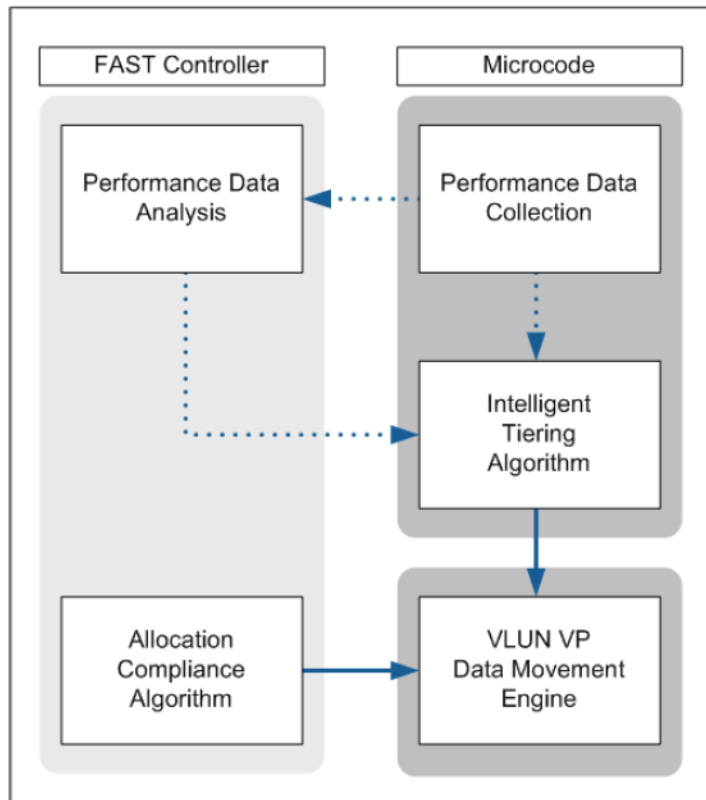 FAST Controller
Microcode
Performance Data
Analysis
Performance Data
Collection
Intelligent
Tiering
Algorithm
Allocation
Compliance
Algorithm
VLUN VP
Data Movement
Engine